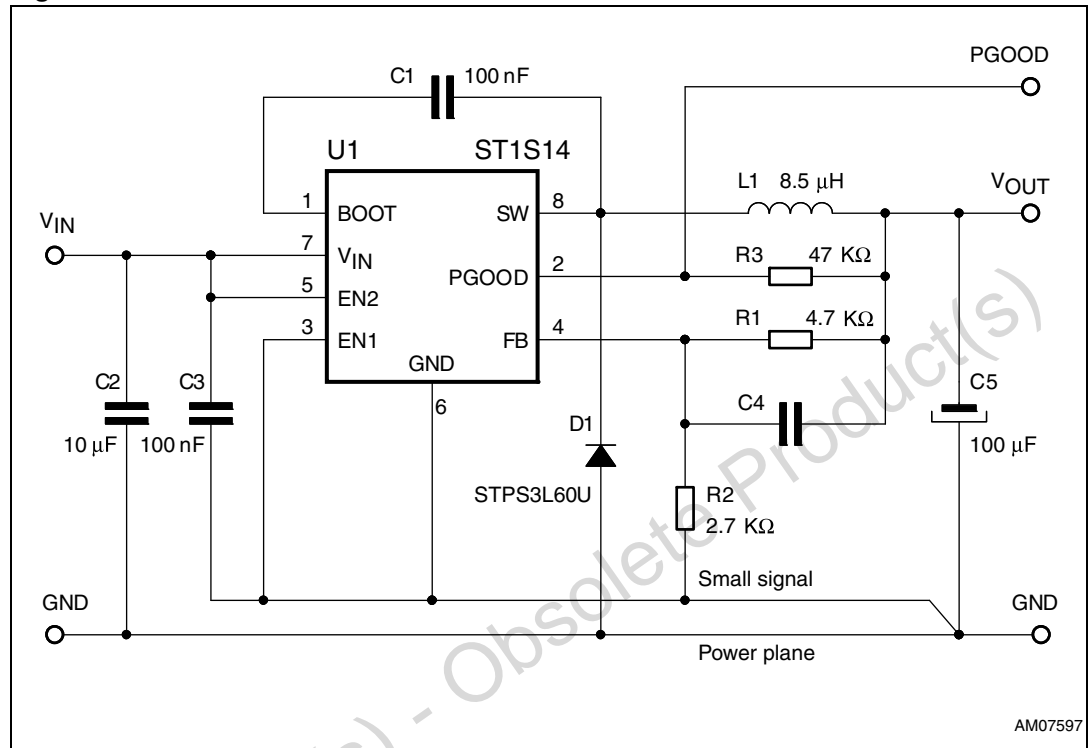 PGOOD
C1 100 nF
U1 ST1S14
L1 8.5 μH
VOUT
VIN
1 BOOT SW 8
7 VIN
PGOOD 2
R3 47 KΩ
5 EN2
3 EN1 FB 4
R1 4.7 KΩ
GND
6
C2 C3
10 μF 100 nF
D1
STPS3L60U
C4
C5
100 μF
R2
2.7 KΩ
Small signal
GND GND
Power plane
AM07597
) - Obsolete Product(s)